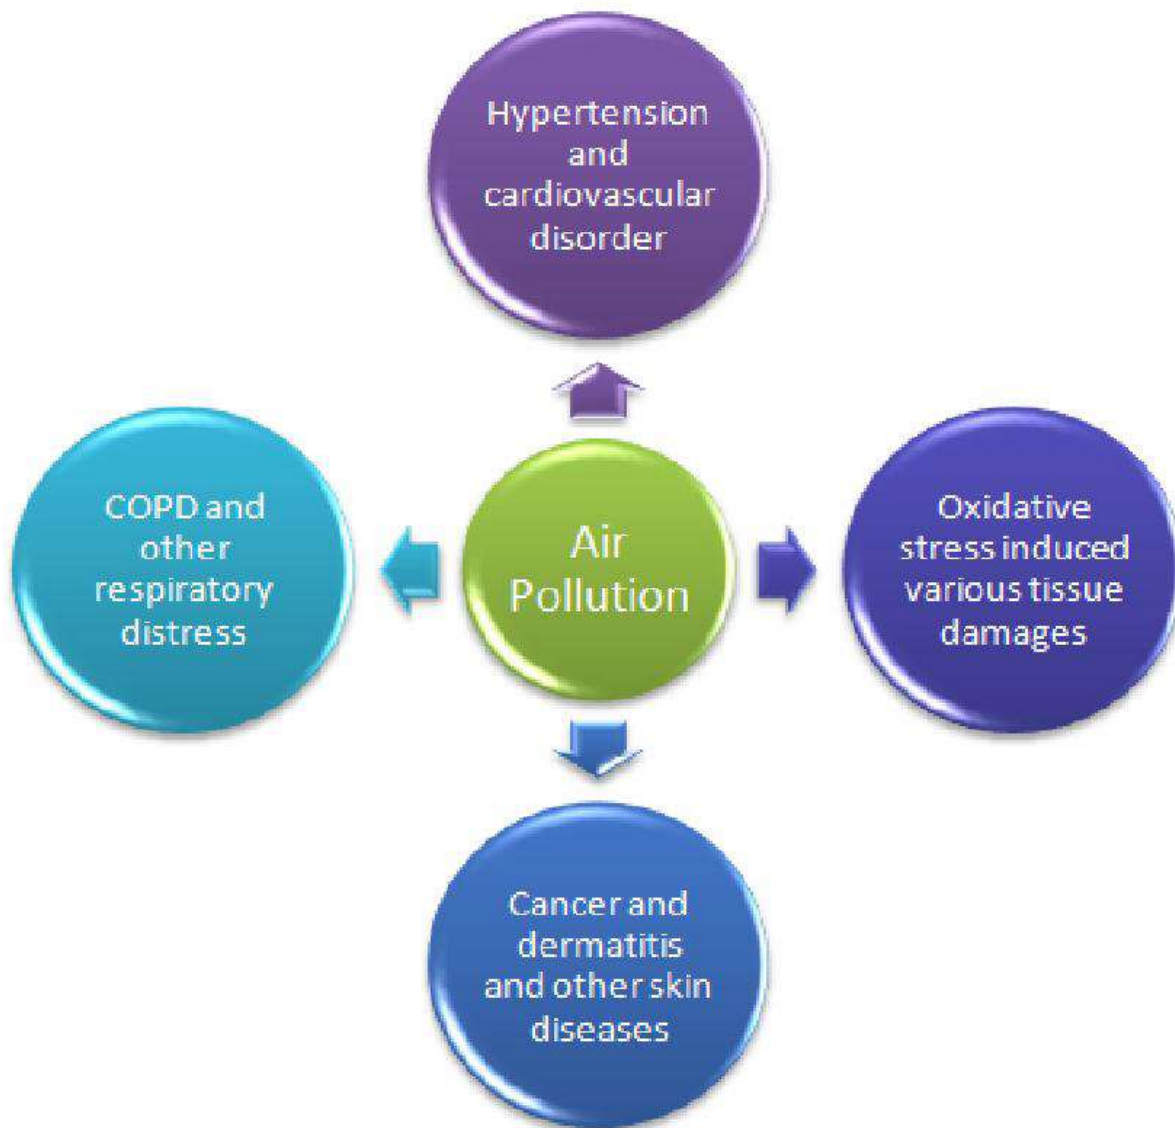 Hypertension
and
cardiovascular
disorder
COPD and
other
respiratory
distress
Air
Pollution
Oxidative
stress induced
various tissue
damages
Cancer and
dermatitis
and other skin
diseases